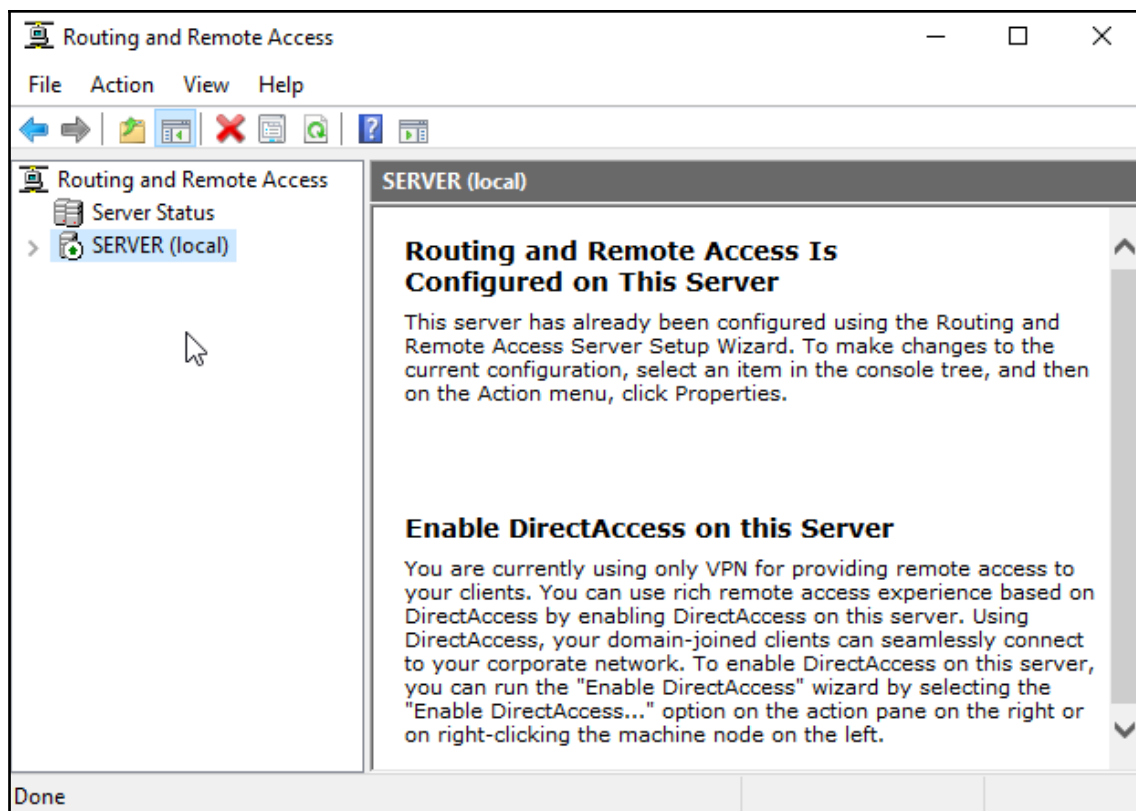 Routing and Remote Access
File Action View Help
Routing and Remote Access
Server Status
SERVER (local)
SERVER (local)
Routing and Remote Access Is
Configured on This Server
This server has already been configured using the Routing and
Remote Access Server Setup Wizard. To make changes to the
current configuration, select an item in the console tree, and then
on the Action menu, click Properties.
Enable DirectAccess on this Server
You are currently using only VPN for providing remote access to
your clients. You can use rich remote access experience based on
DirectAccess by enabling DirectAccess on this server. Using
DirectAccess, your domain-joined clients can seamlessly connect
to your corporate network. To enable DirectAccess on this server,
you can run the "Enable DirectAccess" wizard by selecting the
"Enable DirectAccess..." option on the action pane on the right or
on right-clicking the machine node on the left.
Done